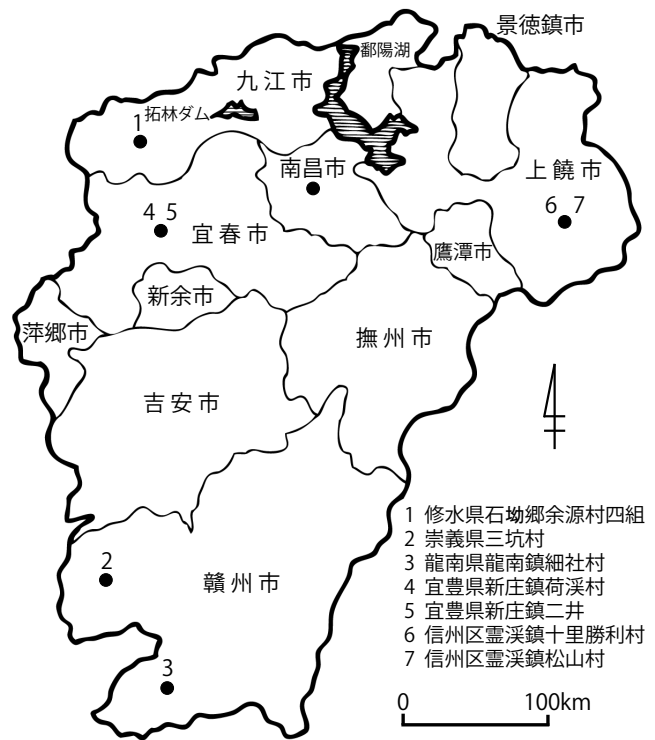 景徳鎮市
鄱陽湖
九江市
1
拓林ダム
南昌市
上饒市
6 7
4 5
宜春市
鷹潭市
新余市
萍郷市
撫州市
吉安市
2
贛州市
3
1 修水県石坳郷余源村四組
2 崇義県三坑村
3 龍南県龍南鎮細社村
4 宜豊県新庄鎮荷渓村
5 宜豊県新庄鎮二井
6 信州区霊渓鎮十里勝利村
7 信州区霊渓鎮松山村
0 100km